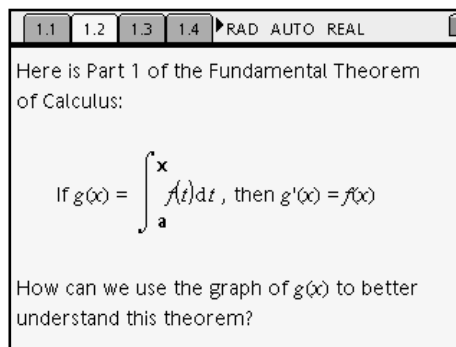 1.1 1.2 1.3 1.4 RAD AUTO REAL
Here is Part 1 of the Fundamental Theorem
of Calculus:
If g(x) = ∫ₐˣ f(t)dt , then g'(x) = f(x)
How can we use the graph of g(x) to better
understand this theorem?